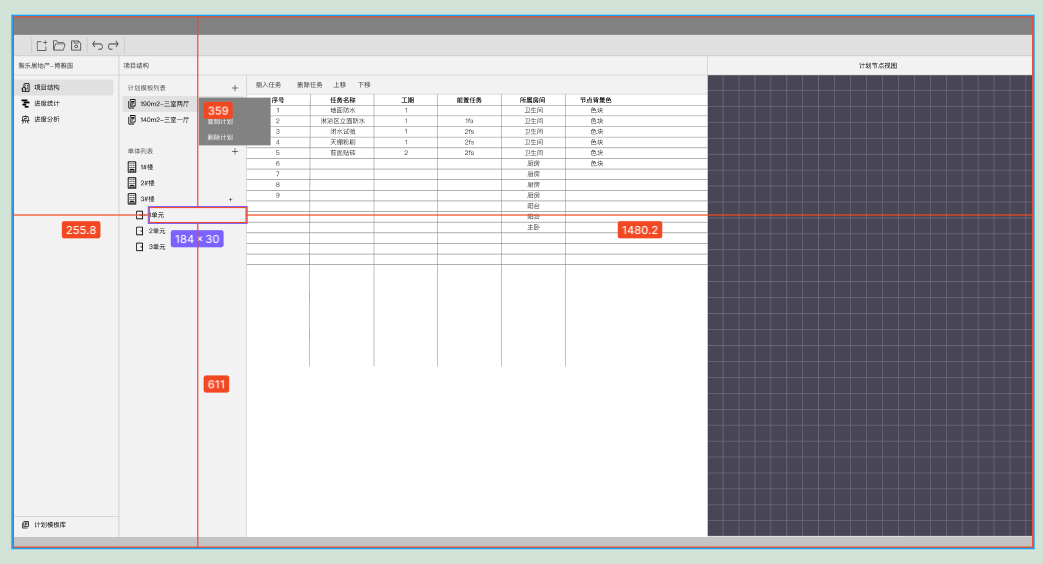 雅乐居地产-博雅园
项目结构
计划节点视图
项目结构
进度统计
进度分析
计划模板列表 +
190m2-三室两厅
140m2-三室一厅
359
复制计划
删除计划
单体列表 +
1#楼
2#楼
3#楼 +
1单元
2单元
3单元
255.8
184 × 30
1480.2
611
插入任务 删除任务 上移 下移
序号 任务名称 工期 前置任务 所属房间 节点背景色
1 地面防水 1 卫生间 色块
2 淋浴区立面防水 1 1fs 卫生间 色块
3 闭水试验 1 2fs 卫生间 色块
4 天棚粉刷 1 2fs 卫生间 色块
5 前面贴砖 2 2fs 卫生间 色块
6 厨房 色块
7 厨房
8 厨房
9 厨房
阳台
阳台
主卧
计划模板库